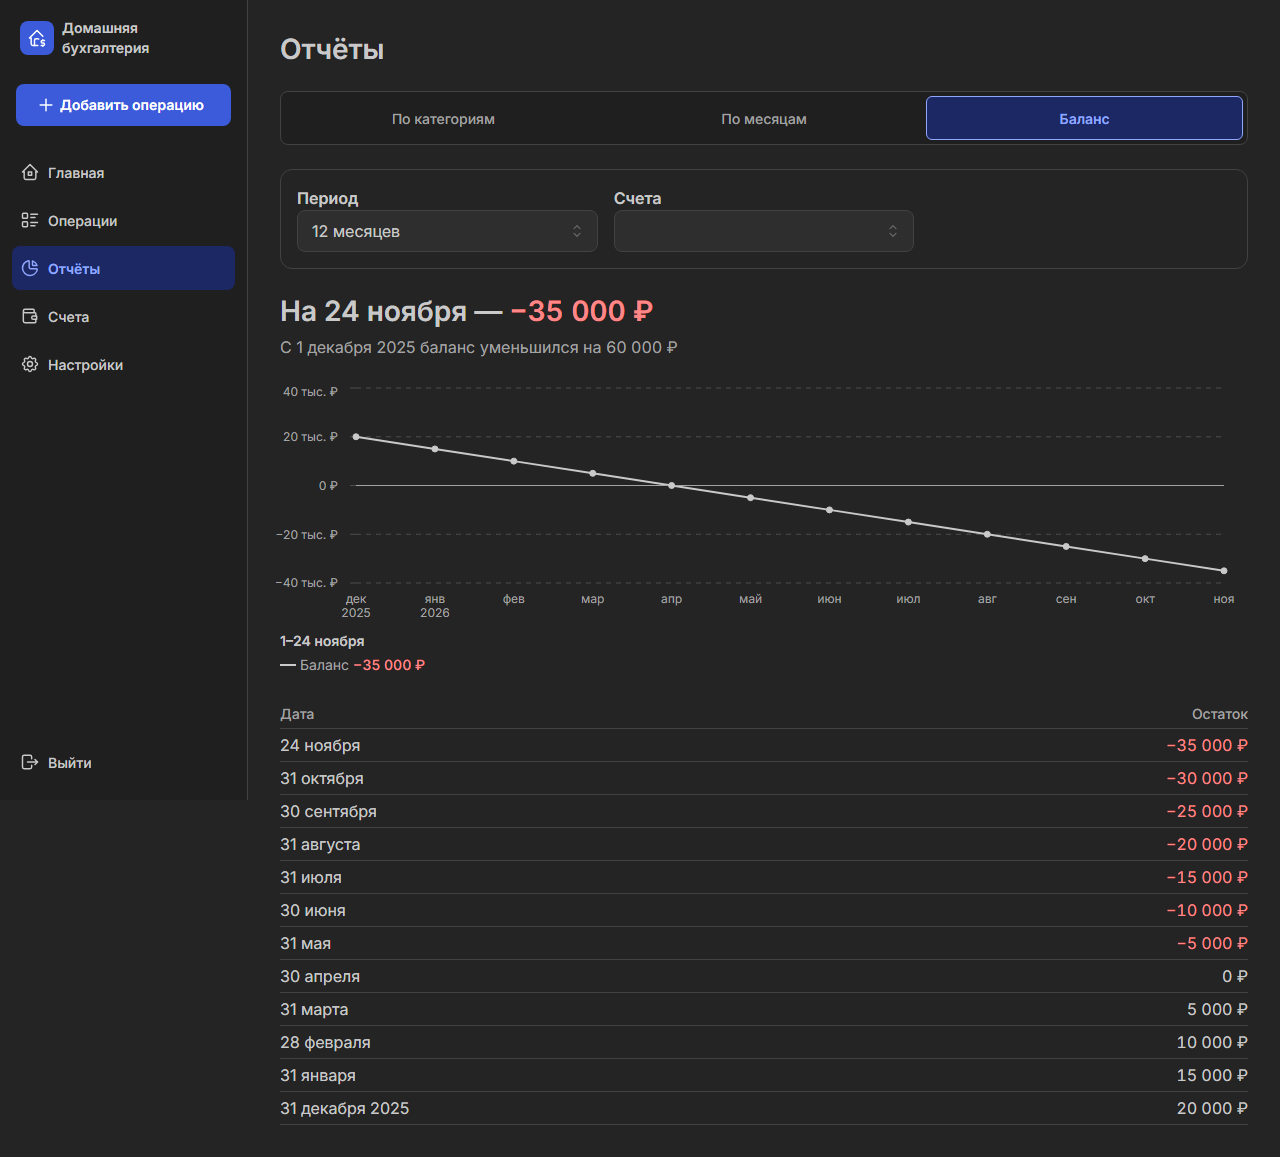 Домашняя
бухгалтерия
Добавить операцию
Главная
Операции
Отчёты
Счета
Настройки
Выйти
Отчёты
По категориям
По месяцам
Баланс
Период
Счета
12 месяцев
На 24 ноября — −35 000 ₽
С 1 декабря 2025 баланс уменьшился на 60 000 ₽
40 тыс. ₽
20 тыс. ₽
0 ₽
−20 тыс. ₽
−40 тыс. ₽
дек 2025
янв 2026
фев
мар
апр
май
июн
июл
авг
сен
окт
ноя
1–24 ноября
Баланс −35 000 ₽
Дата Остаток
24 ноября −35 000 ₽
31 октября −30 000 ₽
30 сентября −25 000 ₽
31 августа −20 000 ₽
31 июля −15 000 ₽
30 июня −10 000 ₽
31 мая −5 000 ₽
30 апреля 0 ₽
31 марта 5 000 ₽
28 февраля 10 000 ₽
31 января 15 000 ₽
31 декабря 2025 20 000 ₽